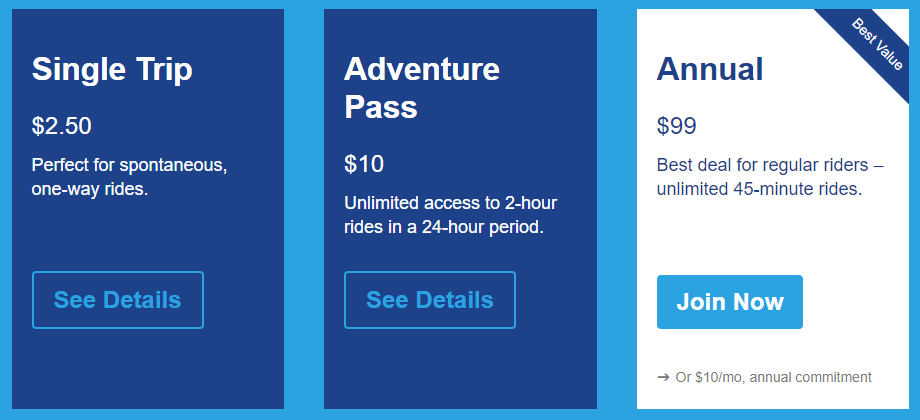 Single Trip
$2.50
Perfect for spontaneous,
one-way rides.
See Details
Adventure
Pass
$10
Unlimited access to 2-hour
rides in a 24-hour period.
See Details
Best Value
Annual
$99
Best deal for regular riders –
unlimited 45-minute rides.
Join Now
➔ Or $10/mo, annual commitment